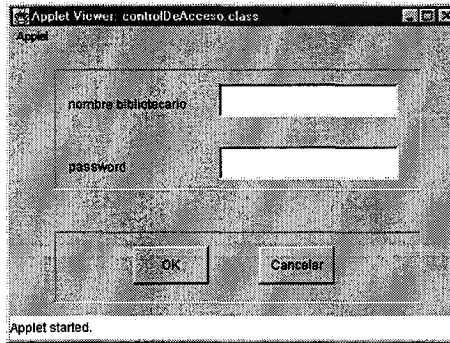 Applet Viewer: controlDeAcceso.class
Applet
nombre bibliotecario
password
OK
Cancelar
Applet started.